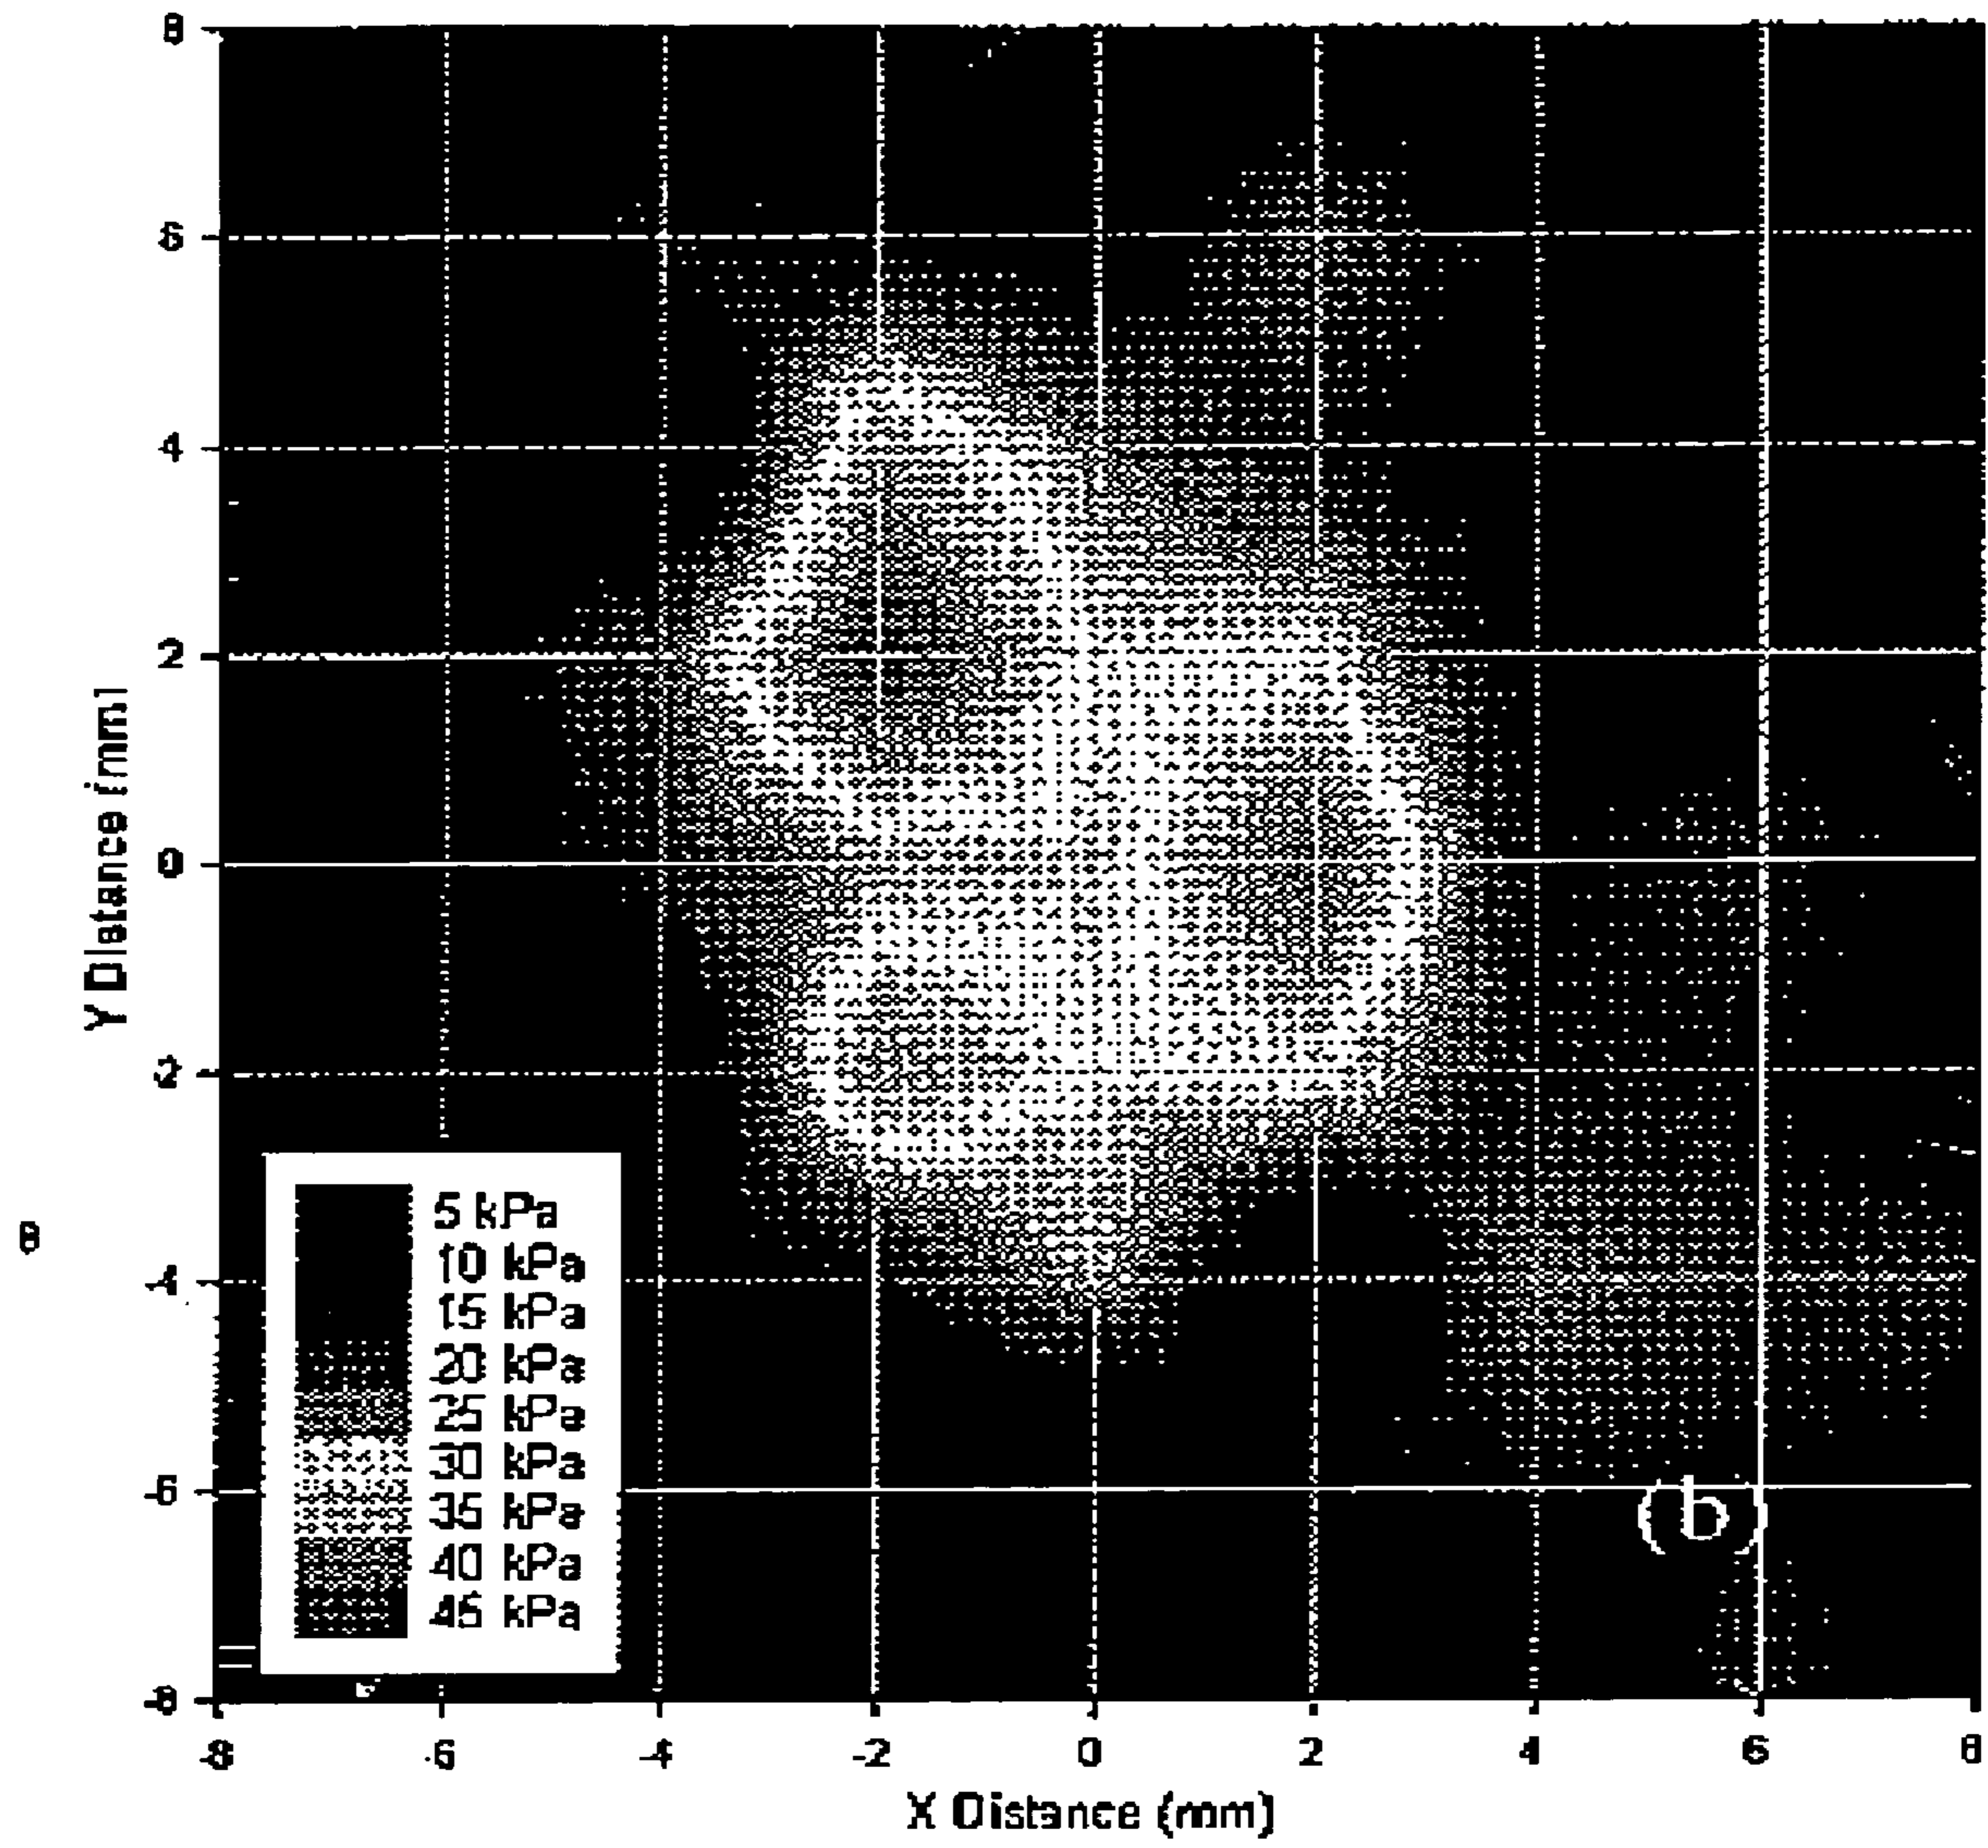 8
6
4
2
0
-2
-4
-6
-8
Y Distance (mm)
5 kPa
10 kPa
15 kPa
20 kPa
25 kPa
30 kPa
35 kPa
40 kPa
45 kPa
(b)
-8 -6 -4 -2 0 2 4 6 8
X Distance (mm)